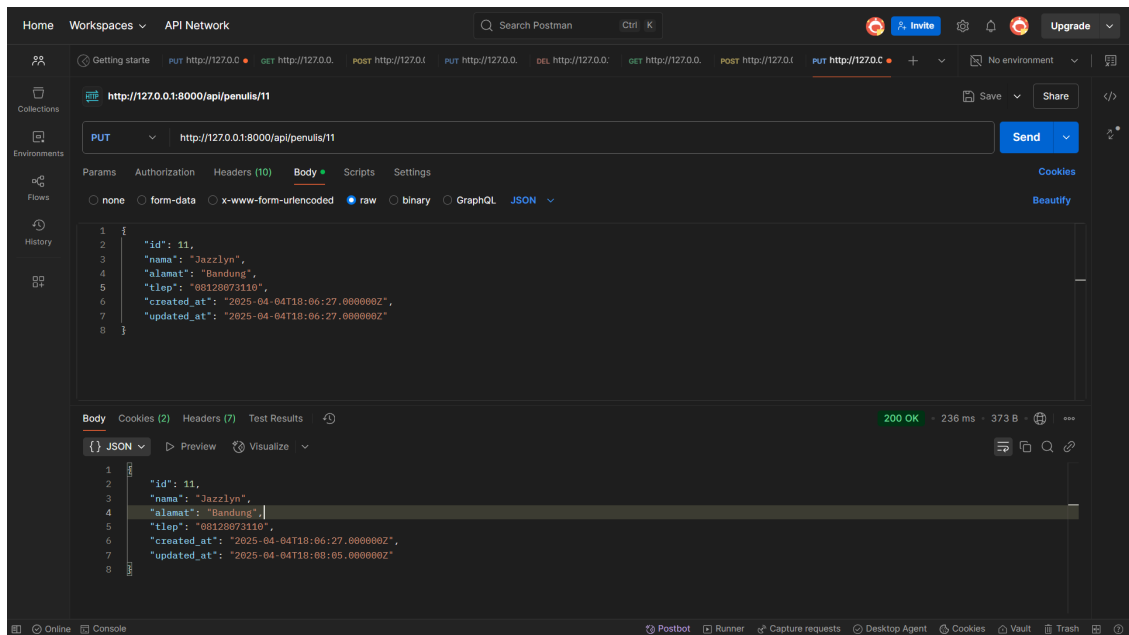 Home Workspaces API Network Search Postman Ctrl K Invite Upgrade
Getting starte PUT http://127.0.0 GET http://127.0.0. POST http://127.0.0.( PUT http://127.0.0. DEL http://127.0.0.' GET http://127.0.0. POST http://127.0.0.( PUT http://127.0.0 No environment
HTTP http://127.0.0.1:8000/api/penulis/11 Save Share
Collections
PUT http://127.0.0.1:8000/api/penulis/11 Send
Environments
Params Authorization Headers (10) Body Scripts Settings Cookies
Flows
none form-data x-www-form-urlencoded raw binary GraphQL JSON Beautify
History
1 {
2 "id": 11,
3 "nama": "Jazzlyn",
4 "alamat": "Bandung",
5 "tlep": "08128073110",
6 "created_at": "2025-04-04T18:06:27.000000Z",
7 "updated_at": "2025-04-04T18:06:27.000000Z"
8 }
Body Cookies (2) Headers (7) Test Results 200 OK 236 ms 373 B
{} JSON Preview Visualize
1 {
2 "id": 11,
3 "nama": "Jazzlyn",
4 "alamat": "Bandung",
5 "tlep": "08128073110",
6 "created_at": "2025-04-04T18:06:27.000000Z",
7 "updated_at": "2025-04-04T18:08:05.000000Z"
8 }
Online Console Postbot Runner Capture requests Desktop Agent Cookies Vault Trash